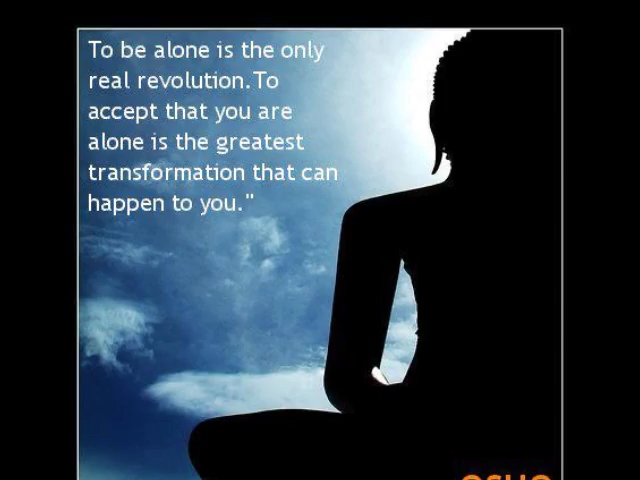 To be alone is the only
real revolution.To
accept that you are
alone is the greatest
transformation that can
happen to you."
osho